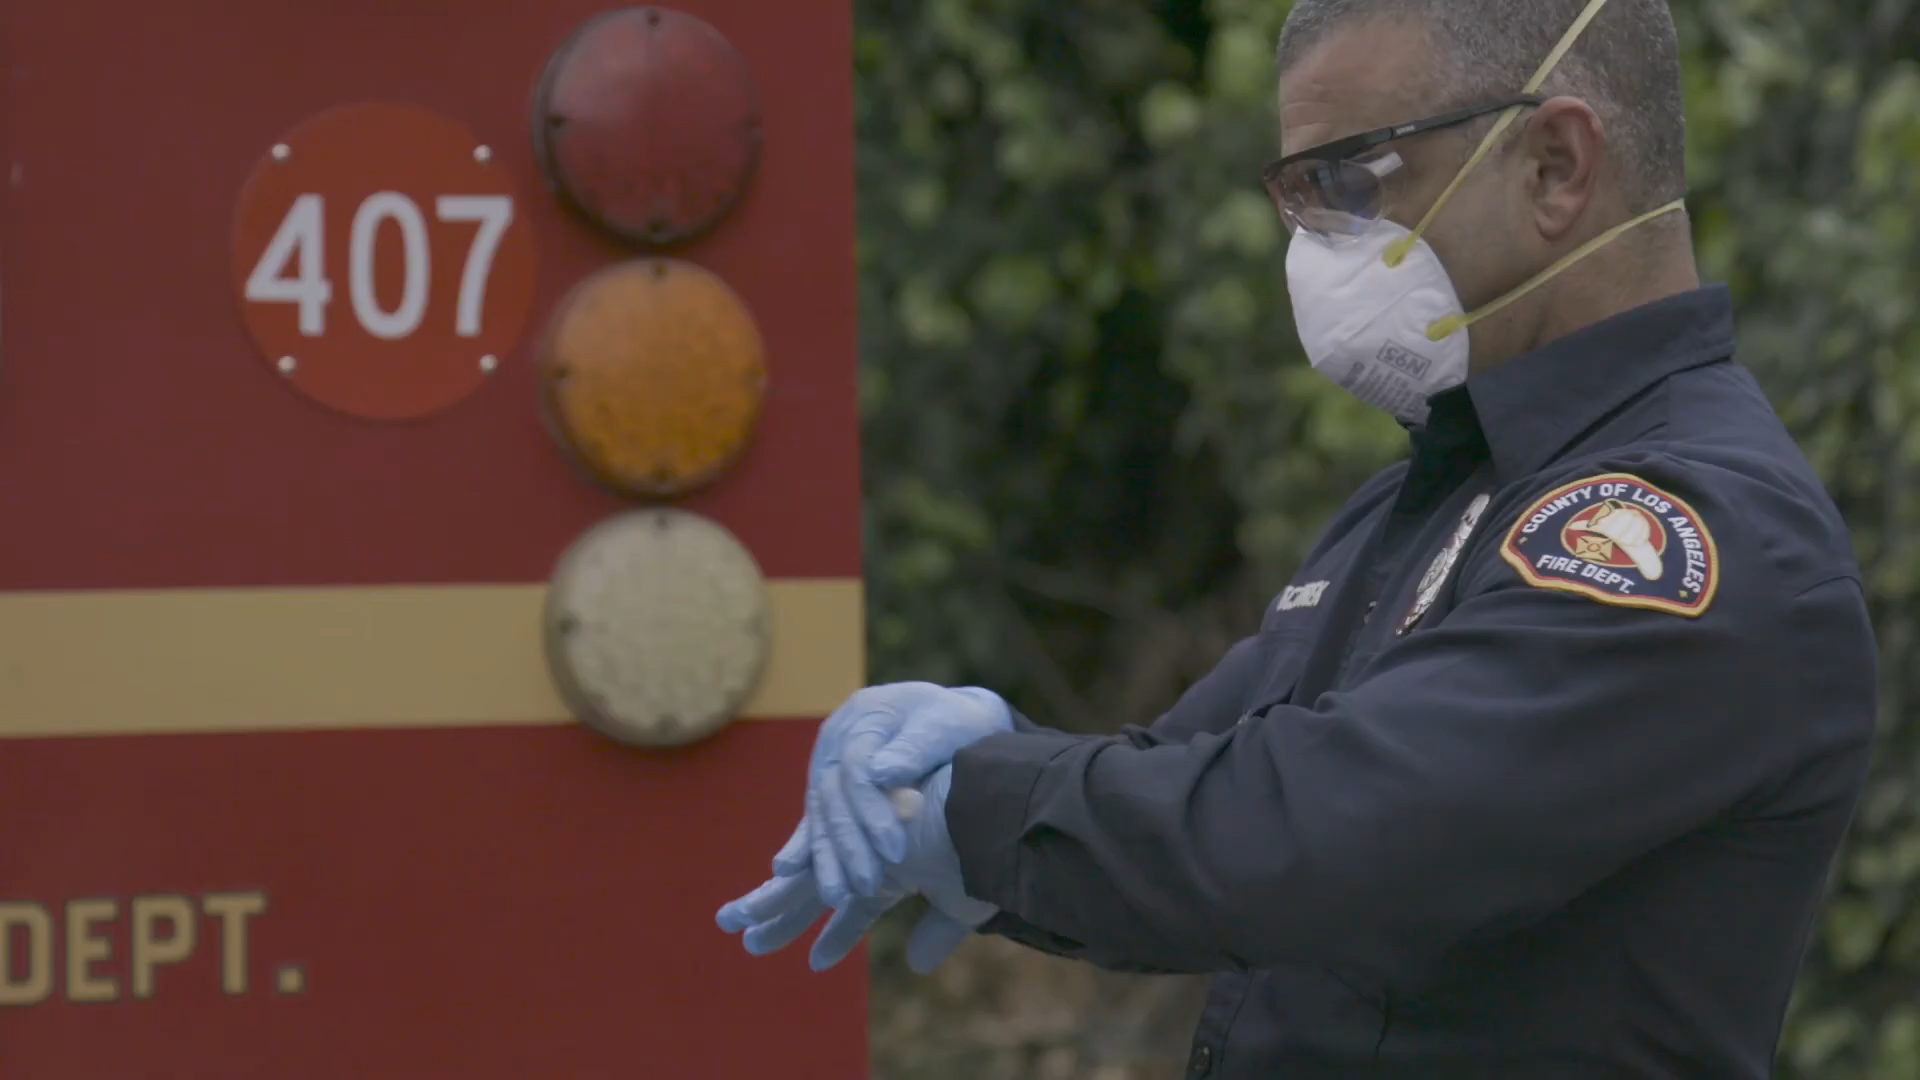 407
DEPT.
N95
COUNTY OF LOS ANGELES
FIRE DEPT.